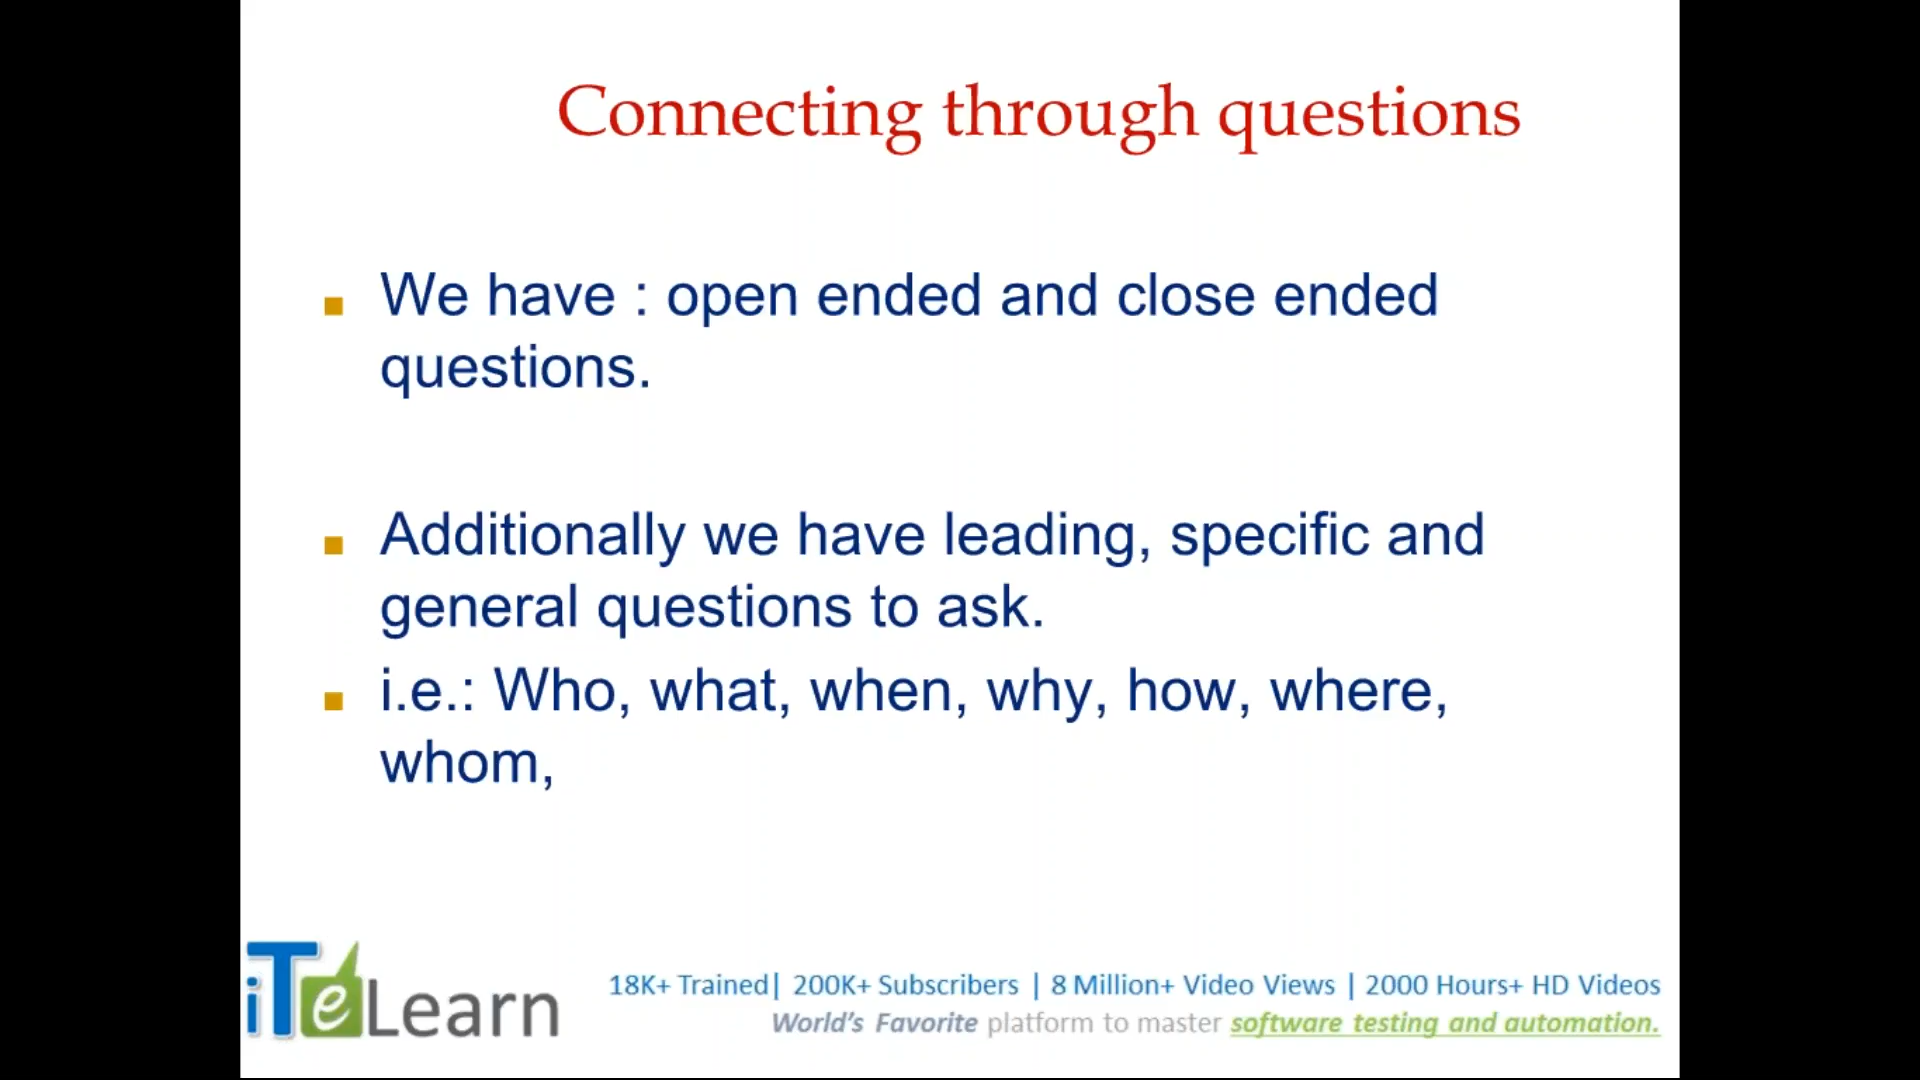 Connecting through questions
We have : open ended and close ended
questions.
Additionally we have leading, specific and
general questions to ask.
i.e.: Who, what, when, why, how, where,
whom,
iTeLearn
18K+ Trained| 200K+ Subscribers | 8 Million+ Video Views | 2000 Hours+ HD Videos
World's Favorite platform to master software testing and automation.